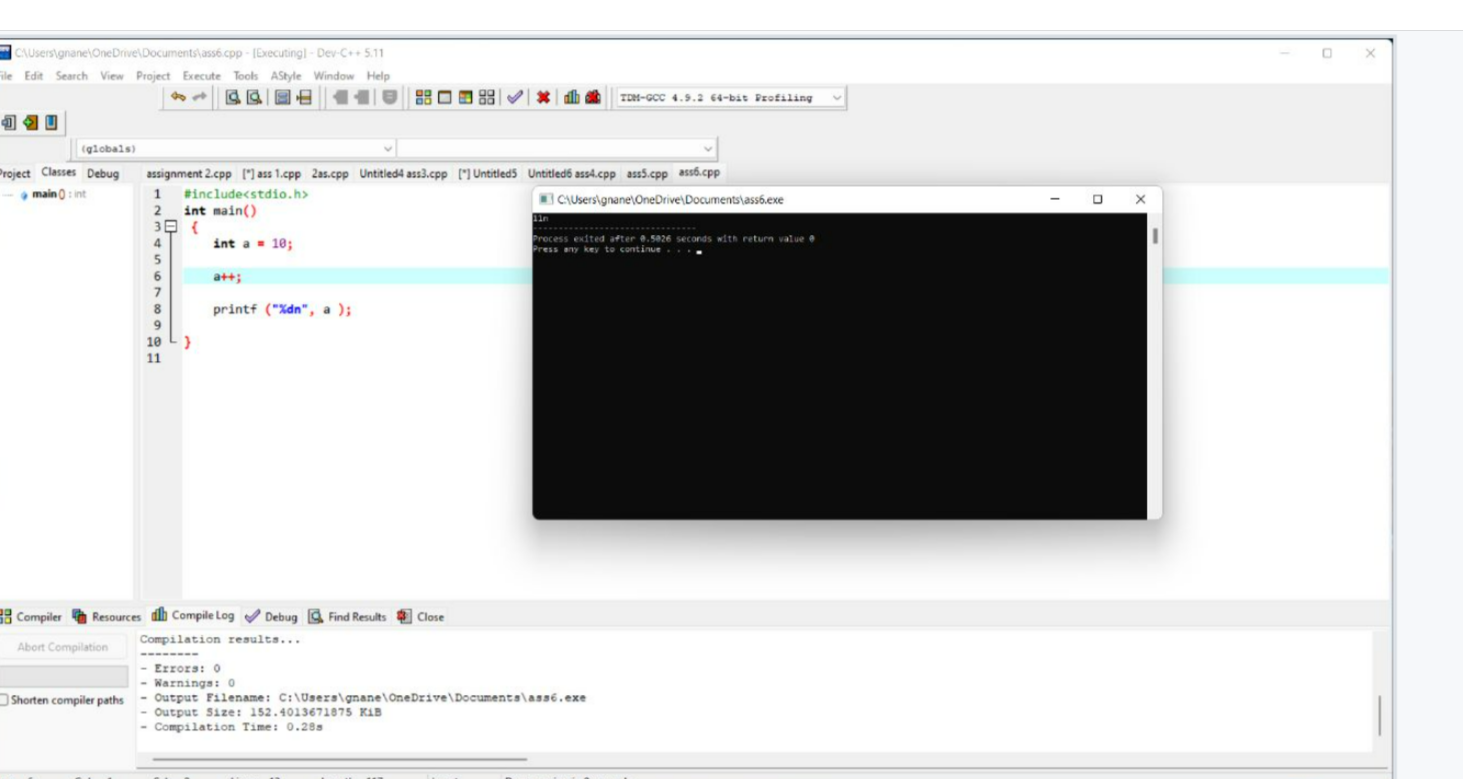 C:\Users\gnane\OneDrive\Documents\ass6.cpp - [Executing] - Dev-C++ 5.11
File Edit Search View Project Execute Tools AStyle Window Help
TDM-GCC 4.9.2 64-bit Profiling
(globals)
Project Classes Debug assignment 2.cpp [*] ass 1.cpp 2as.cpp Untitled4 ass3.cpp [*] Untitled5 Untitled6 ass4.cpp ass5.cpp ass6.cpp
main() : int
1 #include<stdio.h>
2 int main()
3 {
4 int a = 10;
5
6 a++;
7
8 printf ("%dn", a );
9
10 }
11
C:\Users\gnane\OneDrive\Documents\ass6.exe
11n
--------------------------------
Process exited after 0.5026 seconds with return value 0
Press any key to continue . . .
Compiler Resources Compile Log Debug Find Results Close
Abort Compilation
Shorten compiler paths
Compilation results...
--------
- Errors: 0
- Warnings: 0
- Output Filename: C:\Users\gnane\OneDrive\Documents\ass6.exe
- Output Size: 152.4013671875 KiB
- Compilation Time: 0.28s